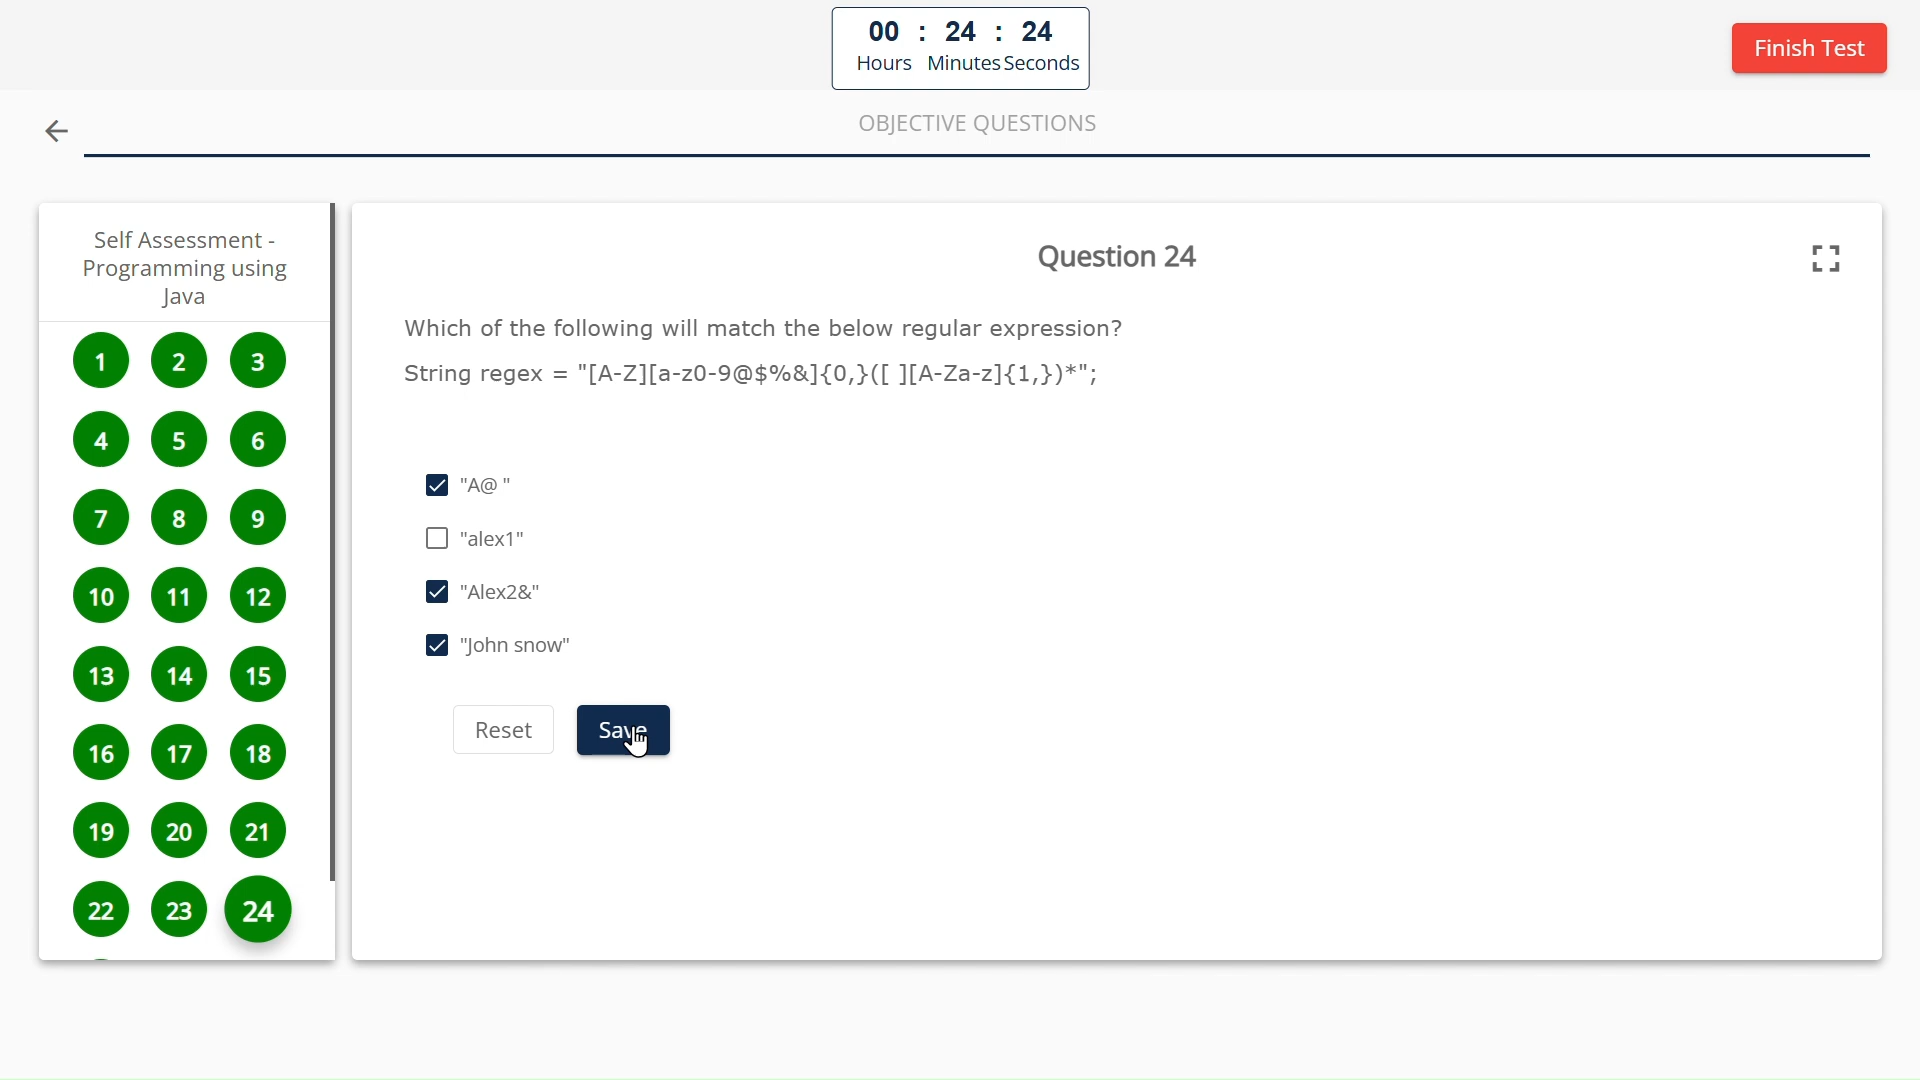 00 : 24 : 24
Hours Minutes Seconds
Finish Test
OBJECTIVE QUESTIONS
Self Assessment -
Programming using
Java
1 2 3
4 5 6
7 8 9
10 11 12
13 14 15
16 17 18
19 20 21
22 23 24
Question 24
Which of the following will match the below regular expression?
String regex = "[A-Z][a-z0-9@$%&]{0,}([ ][A-Za-z]{1,})*";
"A@ "
"alex1"
"Alex2&"
"John snow"
Reset Save